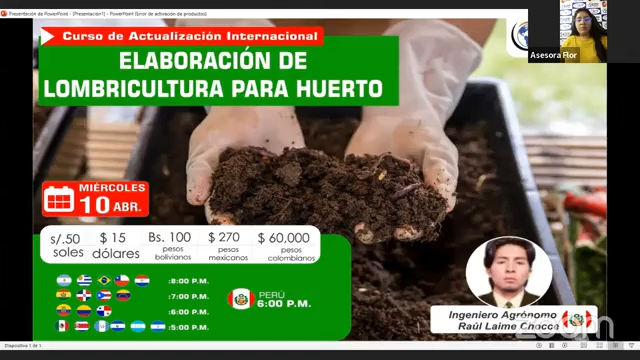 Presentación de PowerPoint - [Presentación1] - PowerPoint (Error de activación de productos)
Curso de Actualización Internacional
ELABORACIÓN DE
LOMBRICULTURA PARA HUERTO
Asesora Flor
MIÉRCOLES
10 ABR.
s/.50
soles
$ 15
dólares
Bs. 100
pesos
bolivianos
$ 270
pesos
mexicanos
$ 60,000
pesos
colombianos
:8:00 P.M.
:7:00 P.M.
:6:00 P.M.
:5:00 P.M.
PERÚ
6:00 P.M.
Ingeniero Agrónomo
Raúl Laime Chocce
zoom
Diapositiva 1 de 1